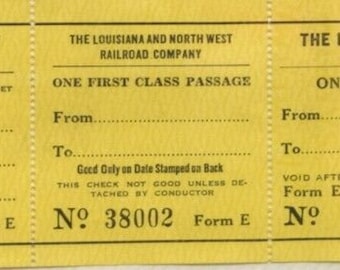 THE LOUISIANA AND NORTH WEST
RAILROAD COMPANY
ONE FIRST CLASS PASSAGE
From
To
Good Only on Date Stamped on Back
THIS CHECK NOT GOOD UNLESS DE-
TACHED BY CONDUCTOR
Nº 38002 Form E
E
THE
ON
From
To
VOID AFTE
Form E
Nº